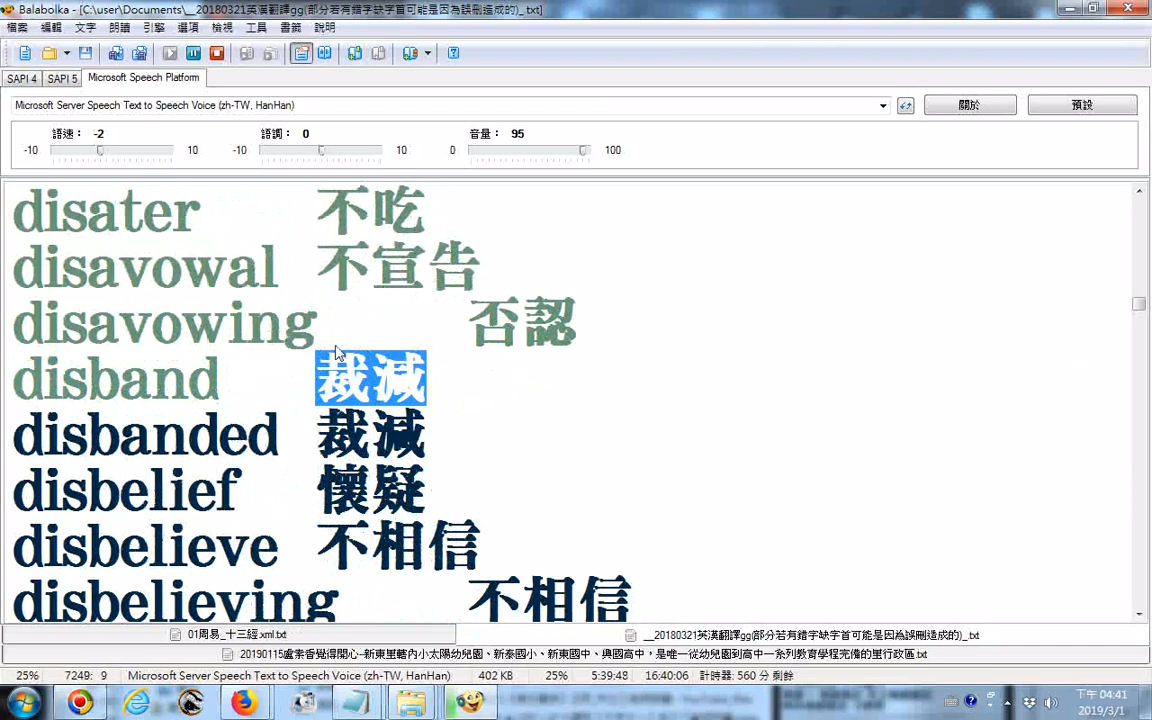 Balabolka - [C:\user\Documents\__20180321英漢翻譯gg(部分若有錯字缺字首可能是因為誤刪造成的)_.txt]
檔案 編輯 文字 朗讀 引擎 選項 檢視 工具 書籤 說明
SAPI 4 SAPI 5 Microsoft Speech Platform
Microsoft Server Speech Text to Speech Voice (zh-TW, HanHan) 關於 預設
語速： -2 語調： 0 音量： 95
-10 10 -10 10 0 100
disater 不吃
disavowal 不宣告
disavowing 否認
disband 裁減
disbanded 裁減
disbelief 懷疑
disbelieve 不相信
disbelieving 不相信
01周易_十三經.xml.txt __20180321英漢翻譯gg(部分若有錯字缺字首可能是因為誤刪造成的)_.txt
20190115盧素香覺得開心-新東里轄內小太陽幼兒園、新泰國小、新東國中、興國高中，是唯一從幼兒園到高中一系列教育學程完備的里行政區.txt
25% 7249: 9 Microsoft Server Speech Text to Speech Voice (zh-TW, HanHan) 402 KB 25% 5:39:48 16:40:06 計時器: 560 分 剩餘
下午 04:41
2019/3/1